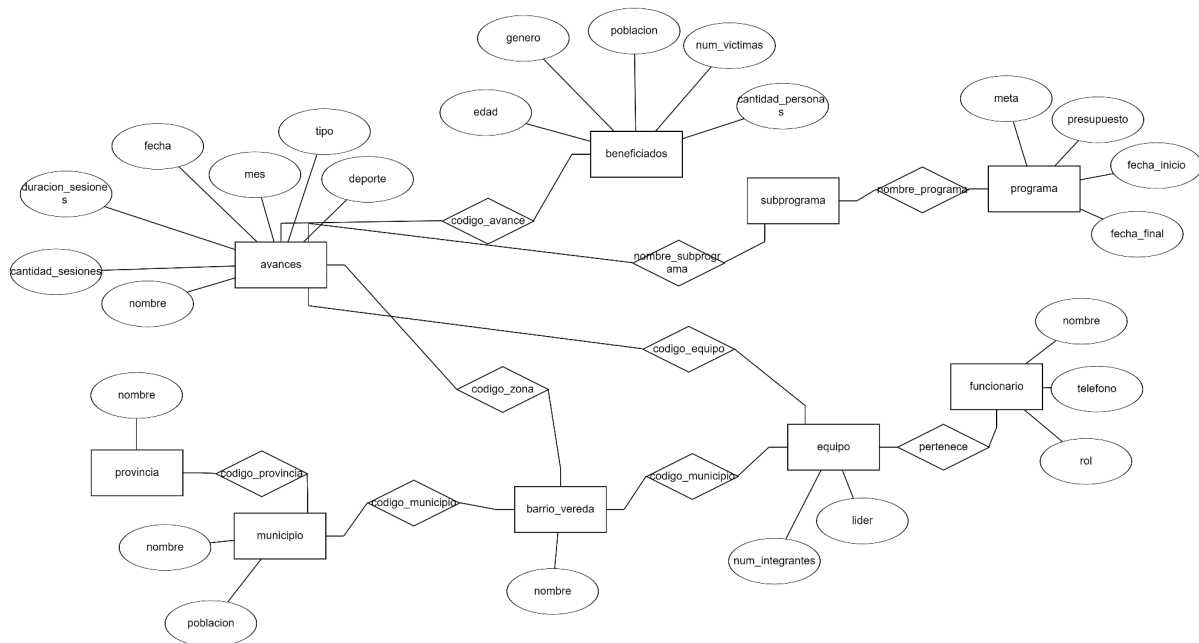 poblacion
genero
num_victimas
cantidad_persona
s
edad
meta
presupuesto
fecha_inicio
fecha_final
tipo
fecha
mes
deporte
duracion_sesione
s
cantidad_sesiones
nombre
avances
beneficiados
codigo_avance
subprograma
nombre_programa
programa
nombre_subprogr
ama
codigo_equipo
codigo_zona
nombre
telefono
rol
funcionario
pertenece
equipo
lider
num_integrantes
nombre
provincia
codigo_provincia
municipio
nombre
poblacion
codigo_municipio
barrio_vereda
nombre
codigo_municipio